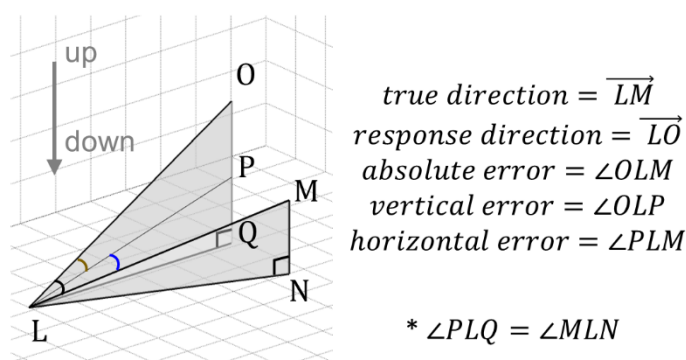 up
down
O
P
M
Q
N
L
true direction = \overrightarrow{LM}
response direction = \overrightarrow{LO}
absolute error = ∠OLM
vertical error = ∠OLP
horizontal error = ∠PLM
* ∠PLQ = ∠MLN